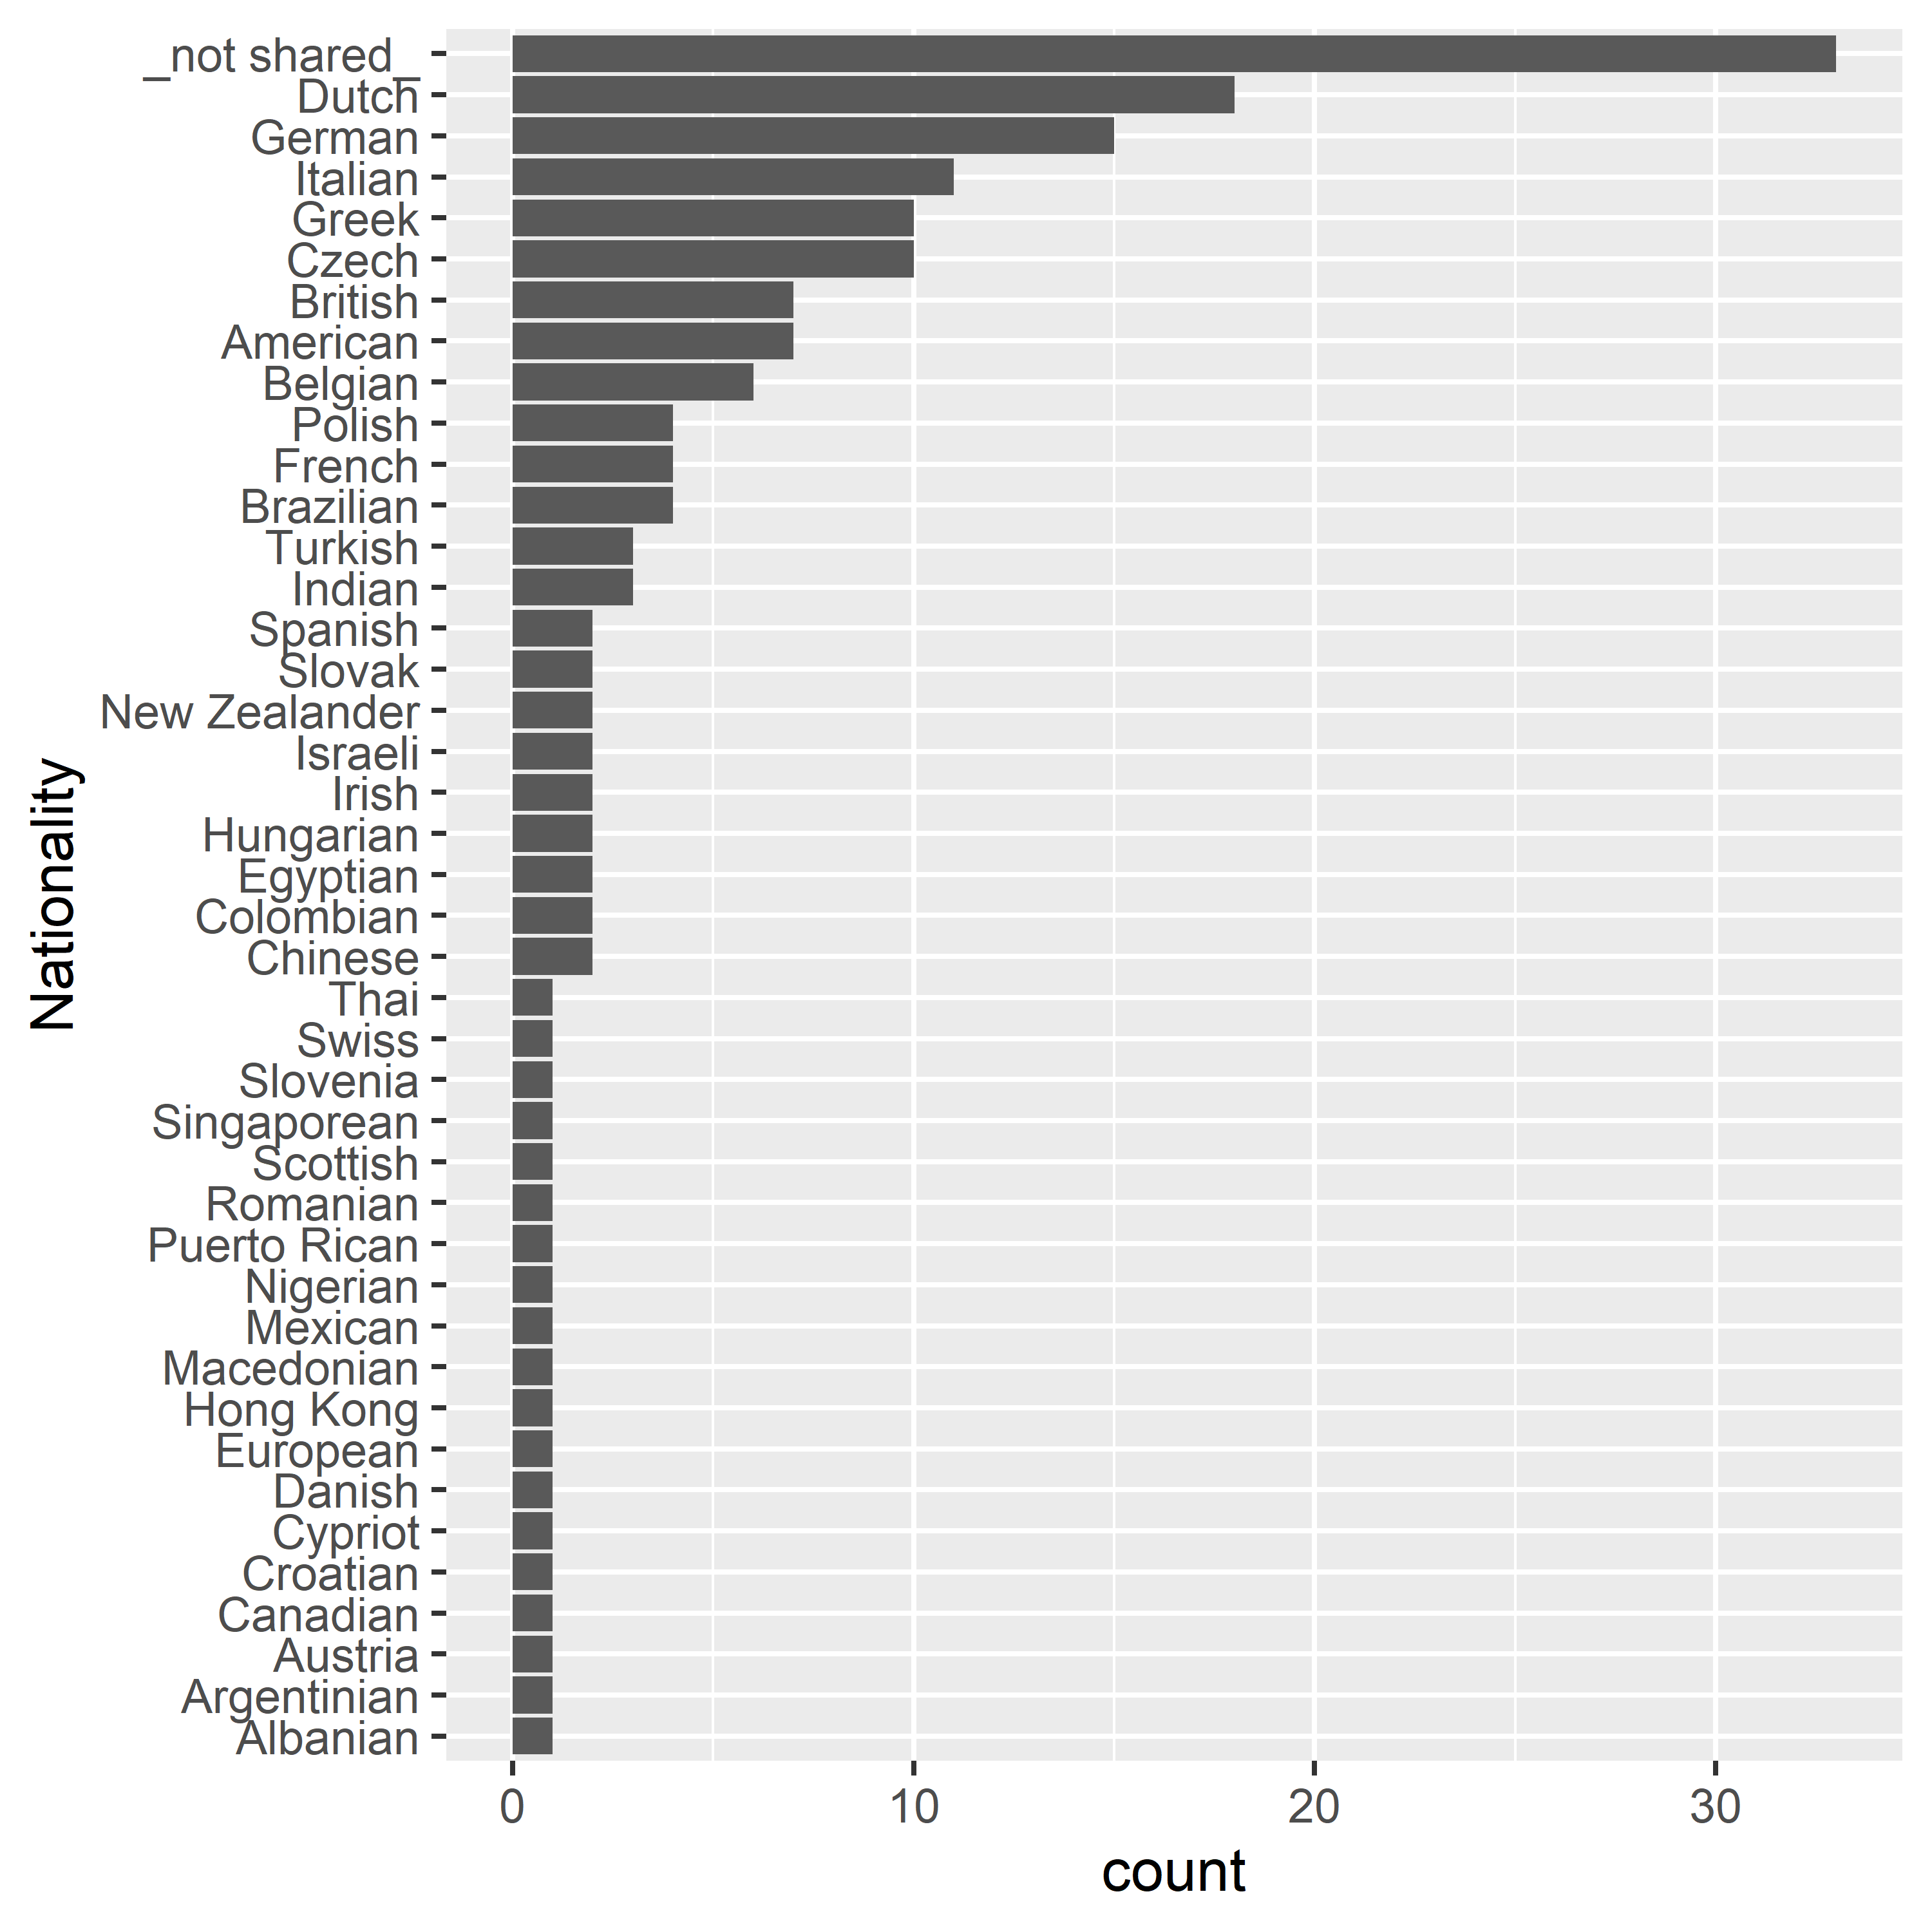 _not shared_
Dutch
German
Italian
Greek
Czech
British
American
Belgian
Polish
French
Brazilian
Turkish
Indian
Spanish
Slovak
New Zealander
Israeli
Irish
Hungarian
Egyptian
Colombian
Chinese
Thai
Swiss
Slovenia
Singaporean
Scottish
Romanian
Puerto Rican
Nigerian
Mexican
Macedonian
Hong Kong
European
Danish
Cypriot
Croatian
Canadian
Austria
Argentinian
Albanian
Nationality
0 10 20 30
count